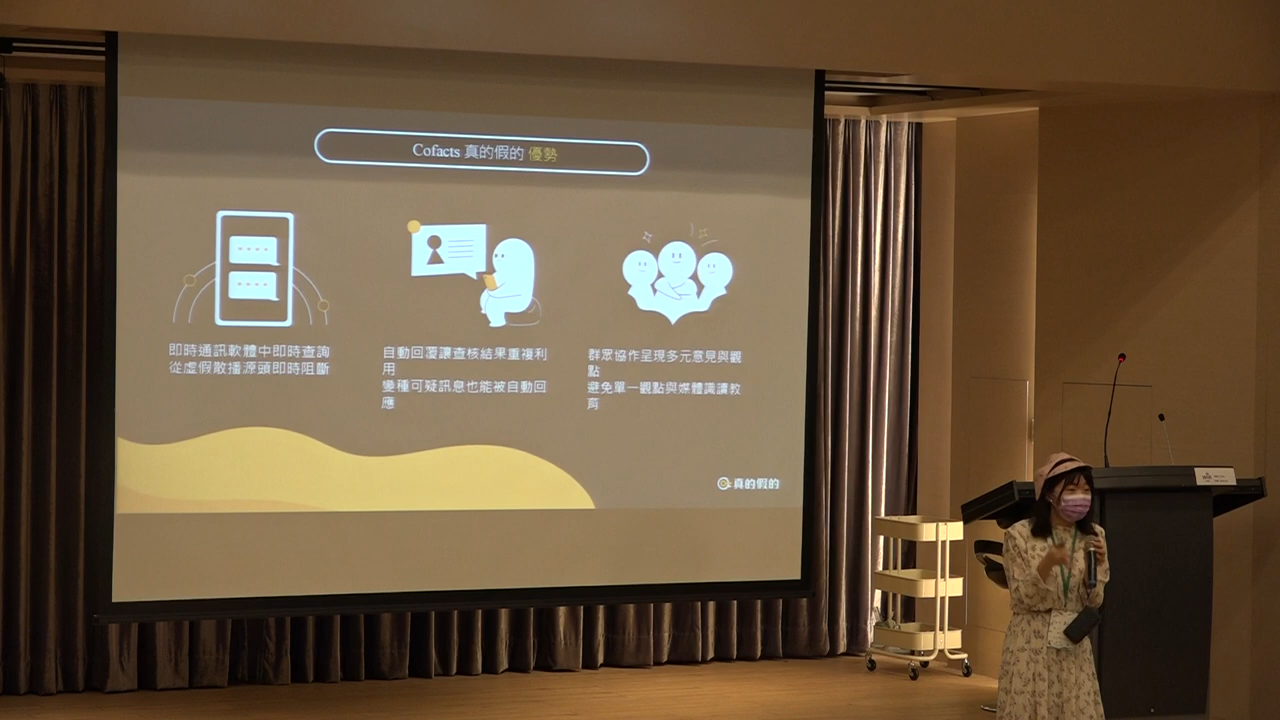 Cofacts 真的假的 優勢
即時通訊軟體中即時查詢
從虛假散播源頭即時阻斷
自動回覆讓查核結果重複利
用
變種可疑訊息也能被自動回
應
群眾協作呈現多元意見與觀
點
避免單一觀點與媒體識讀教
育
真的假的